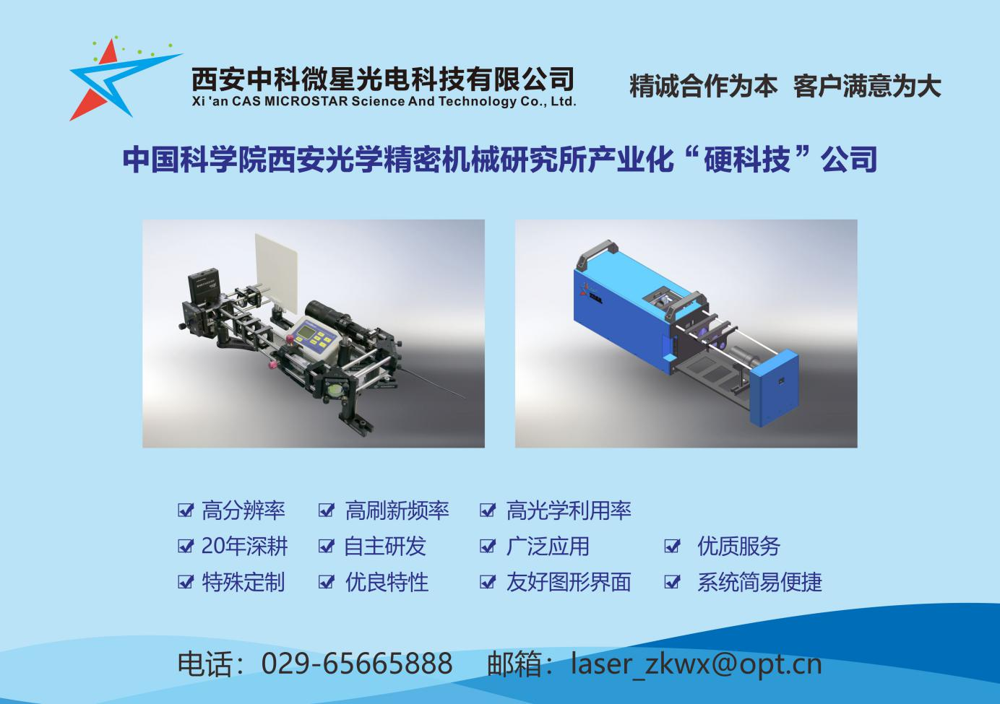 西安中科微星光电科技有限公司
Xi 'an CAS MICROSTAR Science And Technology Co., Ltd.
精诚合作为本 客户满意为大
中国科学院西安光学精密机械研究所产业化“硬科技”公司
高分辨率 高刷新频率 高光学利用率
20年深耕 自主研发 广泛应用 优质服务
特殊定制 优良特性 友好图形界面 系统简易便捷
电话：029-65665888 邮箱：laser_zkwx@opt.cn